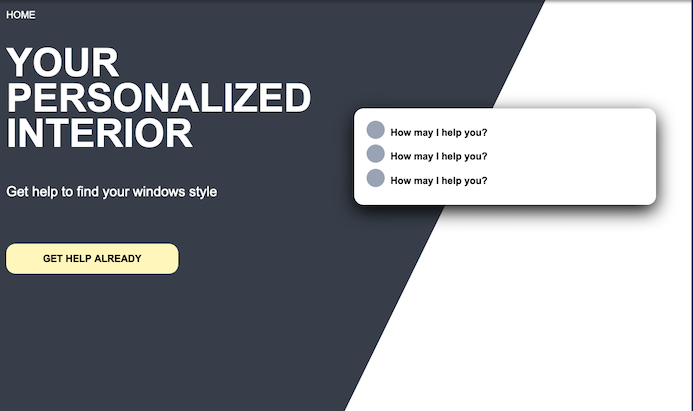 HOME
YOUR
PERSONALIZED
INTERIOR
Get help to find your windows style
GET HELP ALREADY
How may I help you?
How may I help you?
How may I help you?